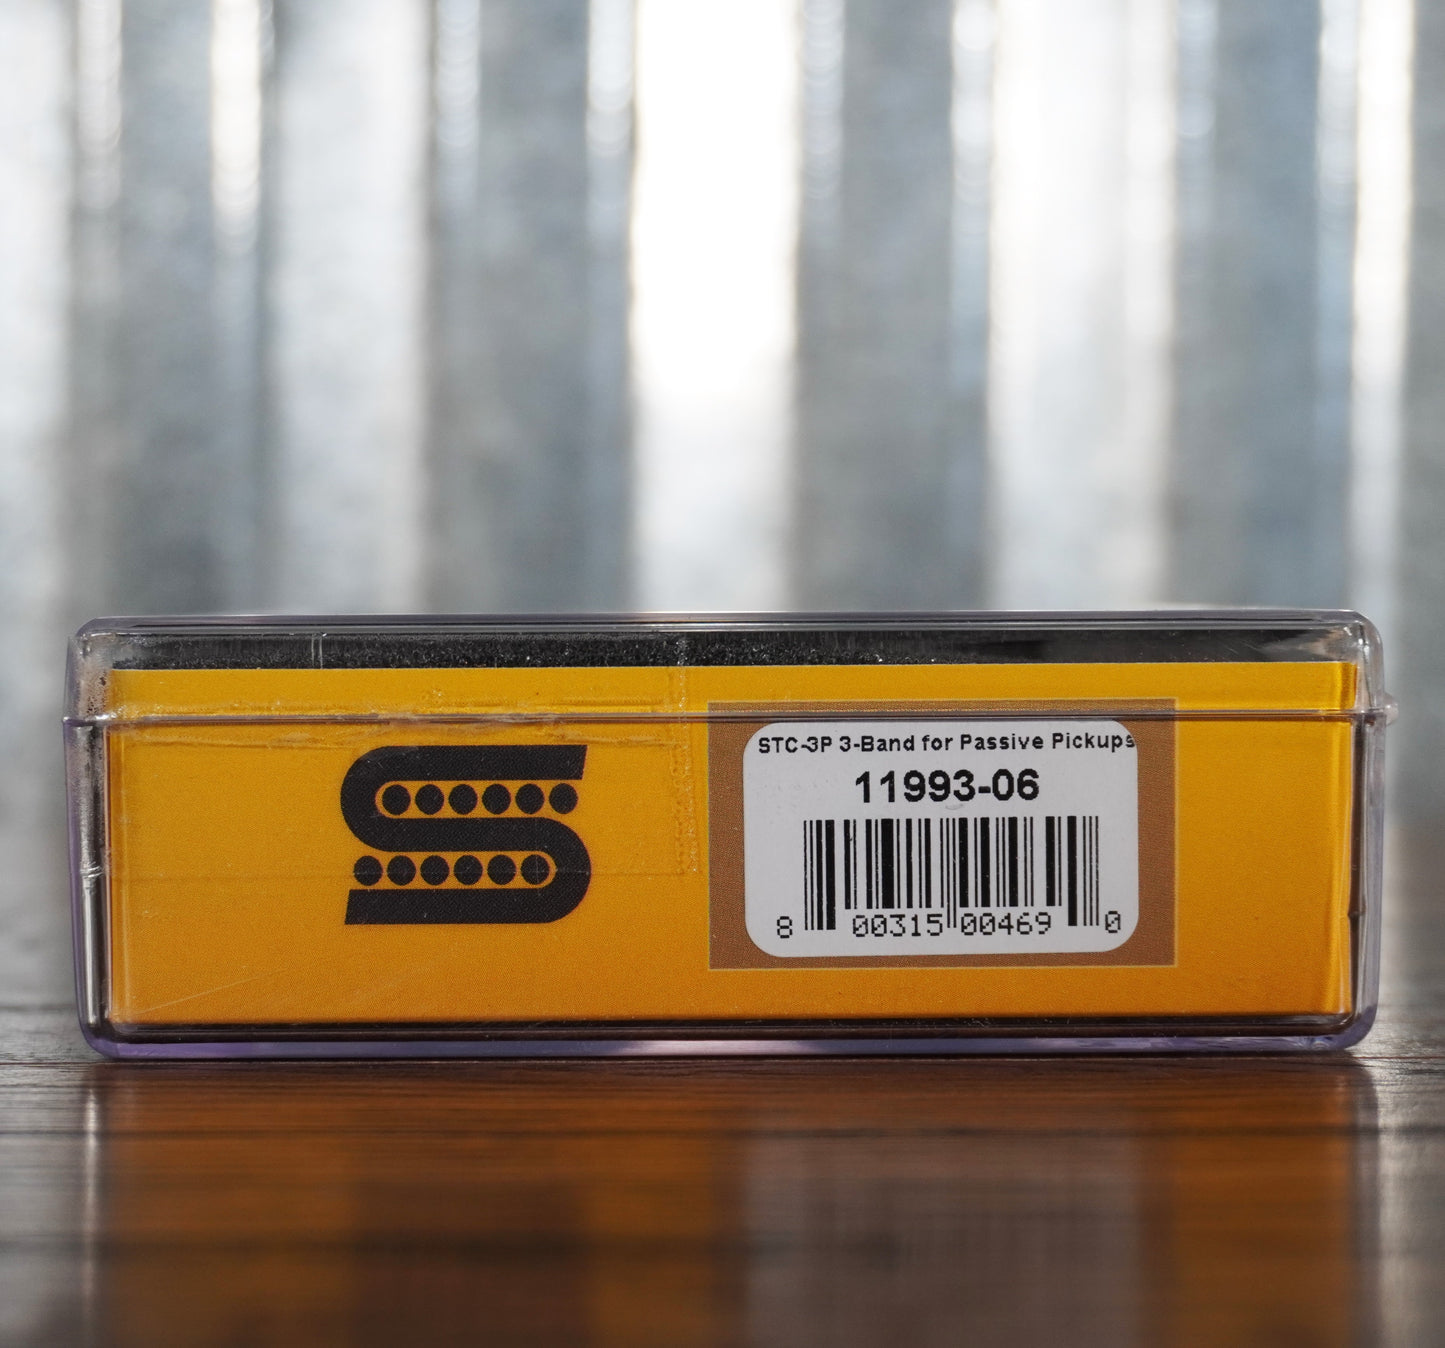 STC-3P 3-Band for Passive Pickups
11993-06
8 00315 00469 0